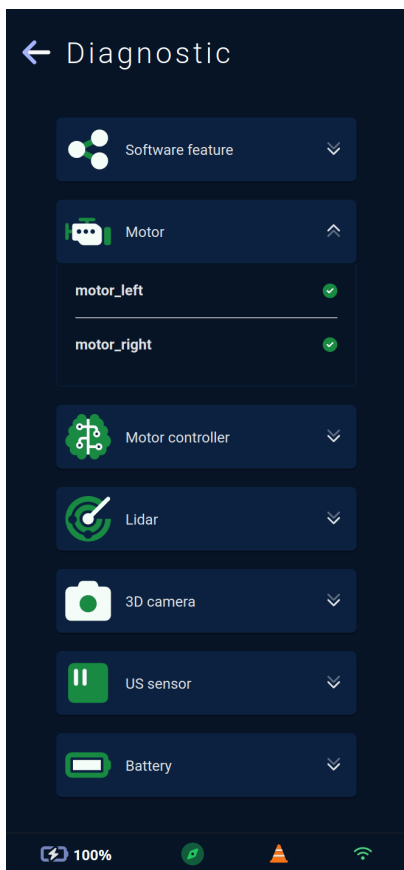 Diagnostic
Software feature
Motor
motor_left
motor_right
Motor controller
Lidar
3D camera
US sensor
Battery
100%